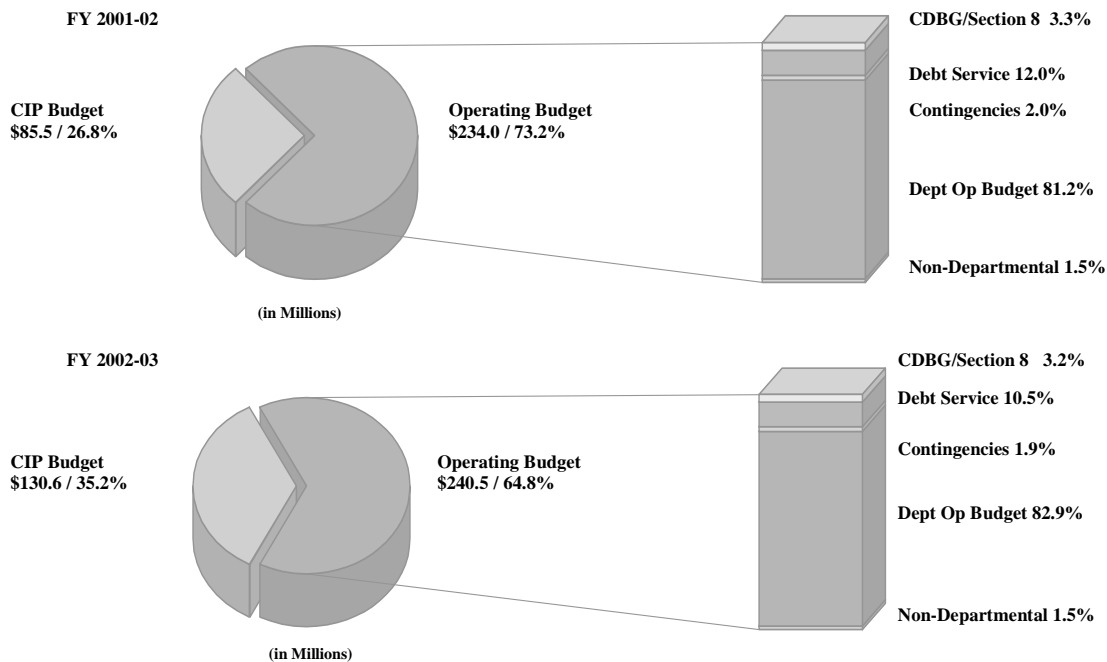 FY 2001-02
CDBG/Section 8 3.3%
Debt Service 12.0%
CIP Budget
$85.5 / 26.8%
Operating Budget
$234.0 / 73.2%
Contingencies 2.0%
Dept Op Budget 81.2%
Non-Departmental 1.5%
(in Millions)
FY 2002-03
CDBG/Section 8 3.2%
Debt Service 10.5%
CIP Budget
$130.6 / 35.2%
Operating Budget
$240.5 / 64.8%
Contingencies 1.9%
Dept Op Budget 82.9%
Non-Departmental 1.5%
(in Millions)